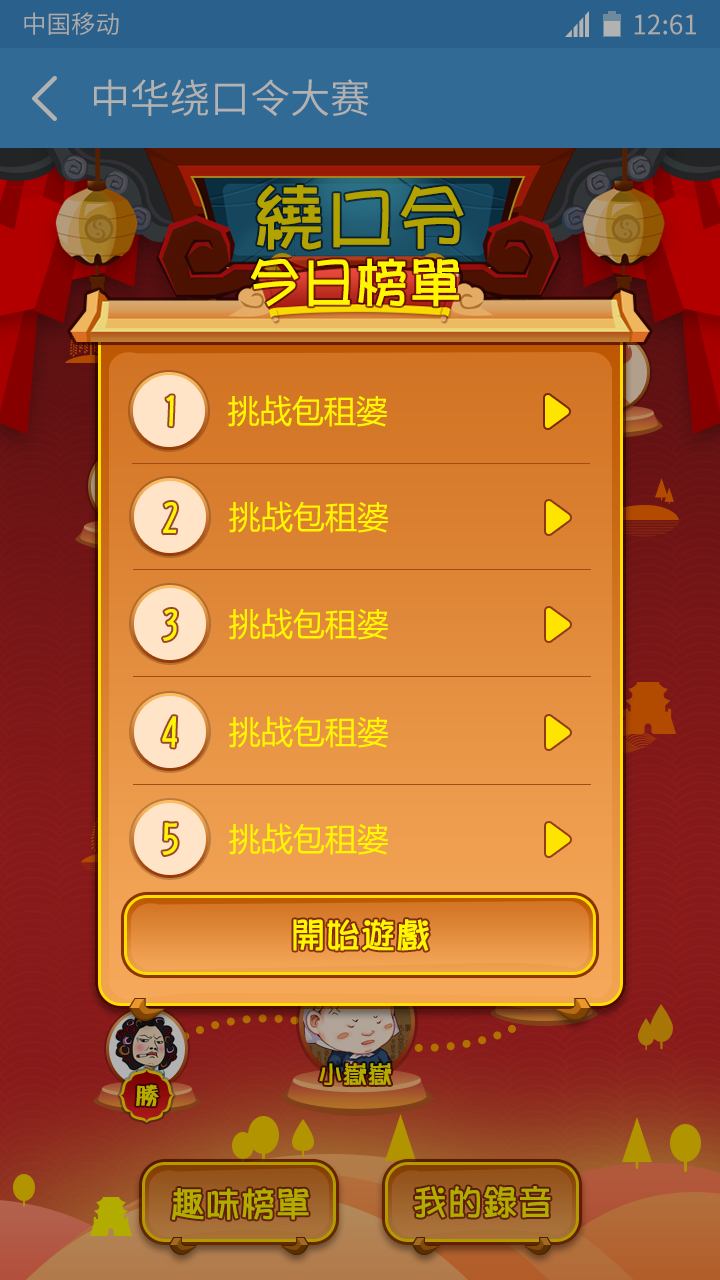 中国移动
12:61
中华绕口令大赛
繞口令
今日榜單
1 挑战包租婆
2 挑战包租婆
3 挑战包租婆
4 挑战包租婆
5 挑战包租婆
開始遊戲
勝
小嶽嶽
趣味榜單
我的錄音